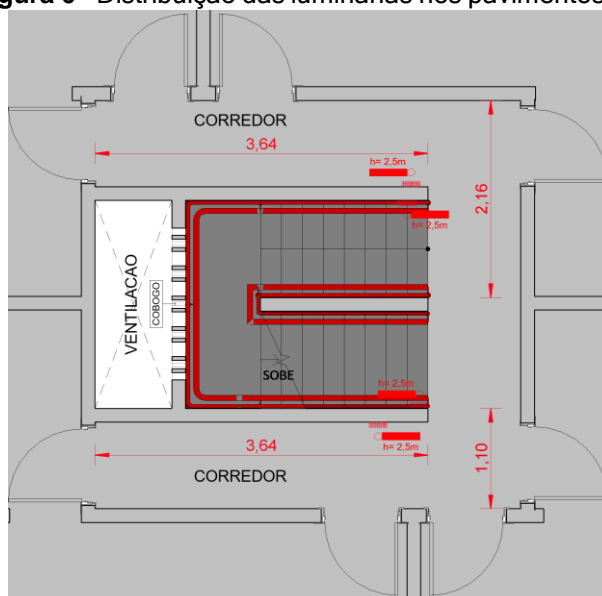 gura 6 - Distribuição das luminárias nos pavimentos
CORREDOR
3,64
h= 2,5m
2,16
h= 2,5m
VENTILACAO
COBOGO
SOBE
h= 2,5m
3,64
h= 2,5m
1,10
CORREDOR